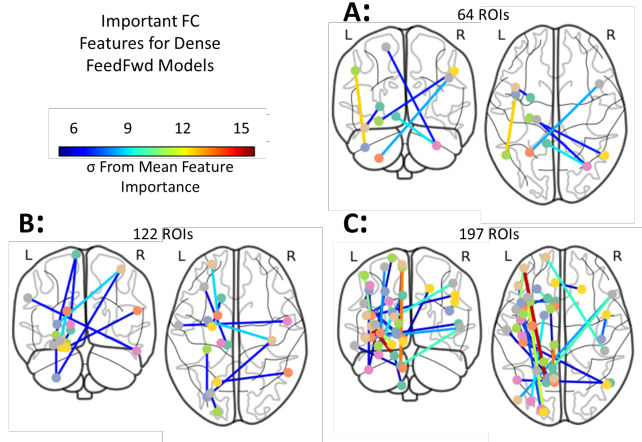 Important FC
Features for Dense
FeedFwd Models
6 9 12 15
σ From Mean Feature
Importance
A:
64 ROIs
L R L R
B:
122 ROIs
L R L R
C:
197 ROIs
L R L R